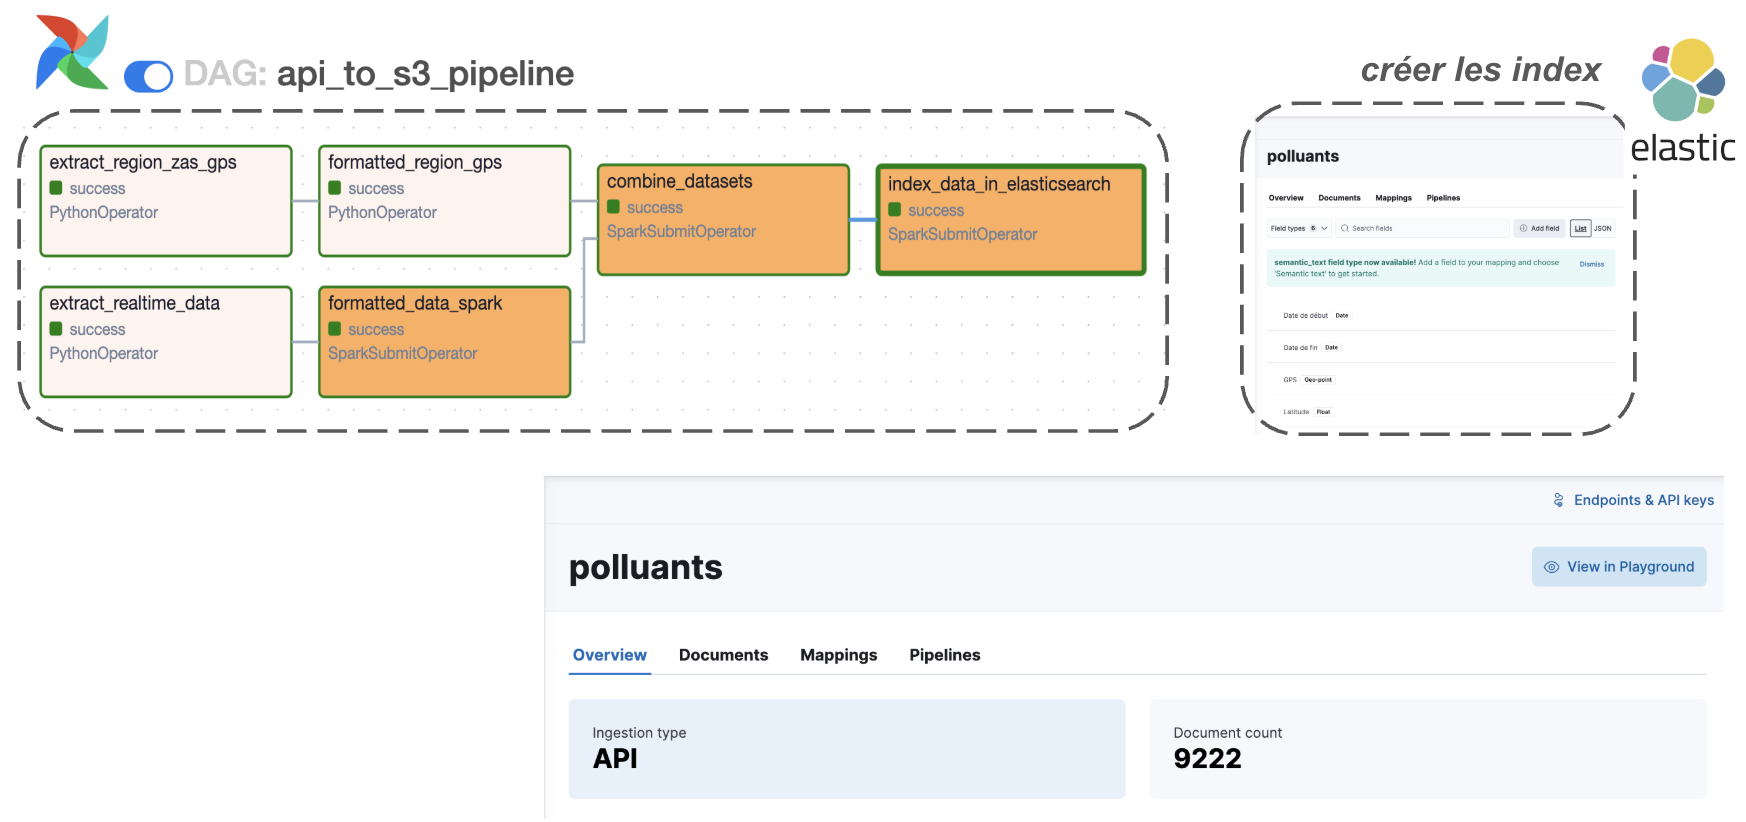 DAG: api_to_s3_pipeline
créer les index
elastic
extract_region_zas_gps
success
PythonOperator
formatted_region_gps
success
PythonOperator
combine_datasets
success
SparkSubmitOperator
index_data_in_elasticsearch
success
SparkSubmitOperator
extract_realtime_data
success
PythonOperator
formatted_data_spark
success
SparkSubmitOperator
polluants
Overview Documents Mappings Pipelines
Field types 6 Search fields Add field List JSON
semantic_text field type now available! Add a field to your mapping and choose
'Semantic text' to get started.
Dismiss
Date de début Date
Date de fin Date
GPS Geo-point
Latitude Float
Endpoints & API keys
polluants
View in Playground
Overview Documents Mappings Pipelines
Ingestion type
API
Document count
9222